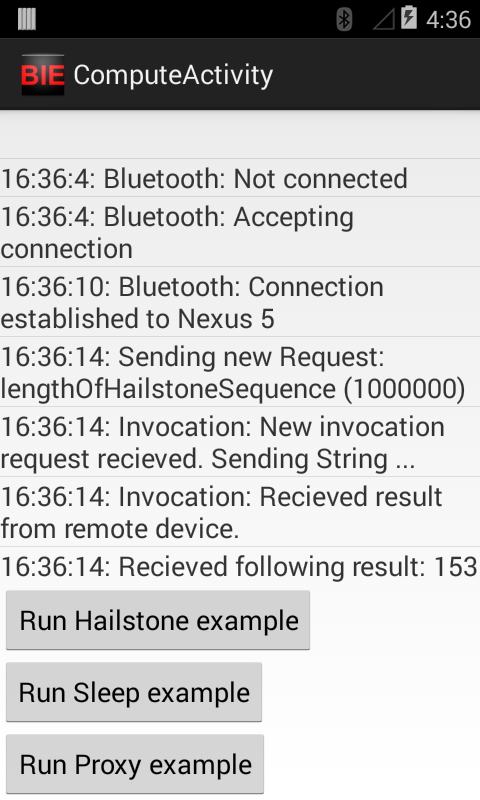 4:36
BIE ComputeActivity
16:36:4: Bluetooth: Not connected
16:36:4: Bluetooth: Accepting
connection
16:36:10: Bluetooth: Connection
established to Nexus 5
16:36:14: Sending new Request:
lengthOfHailstoneSequence (1000000)
16:36:14: Invocation: New invocation
request recieved. Sending String ...
16:36:14: Invocation: Recieved result
from remote device.
16:36:14: Recieved following result: 153
Run Hailstone example
Run Sleep example
Run Proxy example